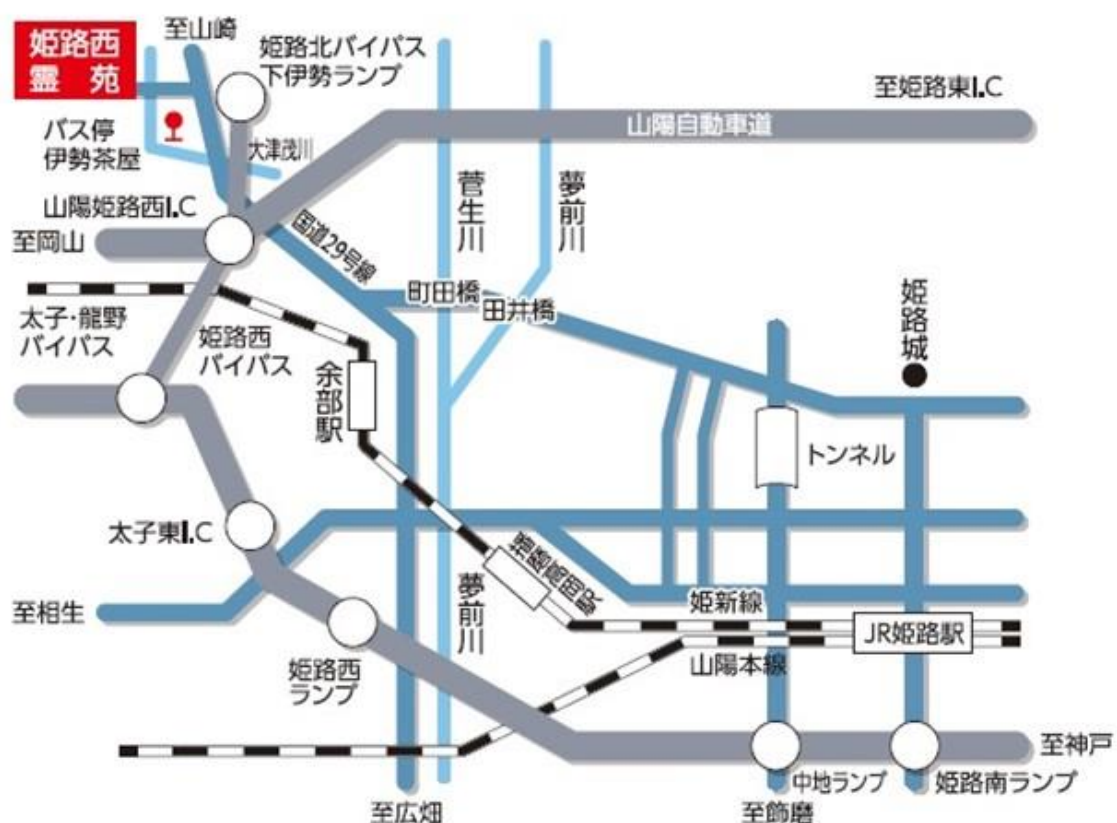 至山崎
姫路西
霊苑
姫路北バイパス
下伊勢ランプ
至姫路東I.C
山陽自動車道
バス停
伊勢茶屋
大津茂川
菅生川
夢前川
山陽姫路西I.C
至岡山
国道29号線
町田橋
田井橋
姫路城
太子・龍野
バイパス
姫路西
バイパス
余部駅
トンネル
太子東I.C
播磨高岡駅
夢前川
至相生
姫新線
JR姫路駅
姫路西
ランプ
山陽本線
至神戸
中地ランプ
姫路南ランプ
至広畑
至飾磨